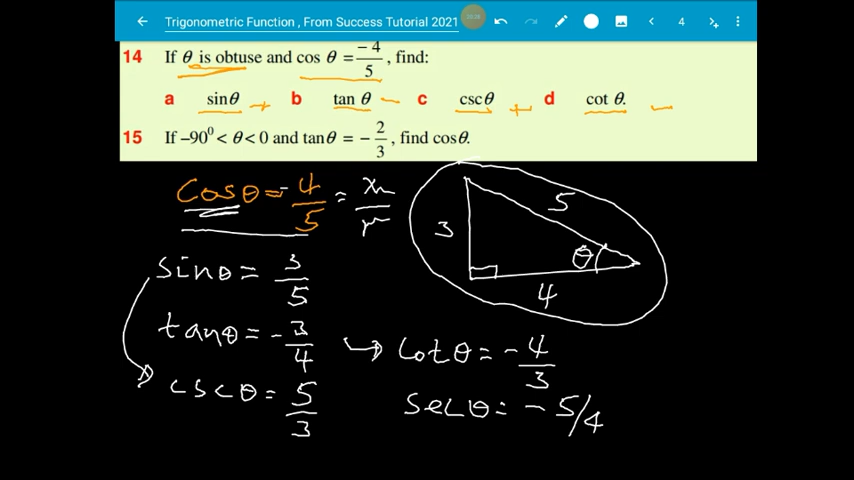 Trigonometric Function , From Success Tutorial 2021
4
14 If θ is obtuse and cos θ = -4/5 , find:
a sinθ b tan θ c cscθ d cot θ.
15 If –90⁰ < θ < 0 and tanθ = – 2/3, find cosθ.
Cosθ = -4/5 = x/r
3
5
θ
4
sinθ = 3/5
tanθ = -3/4
cotθ = -4/3
cscθ = 5/3
secθ = - 5/4